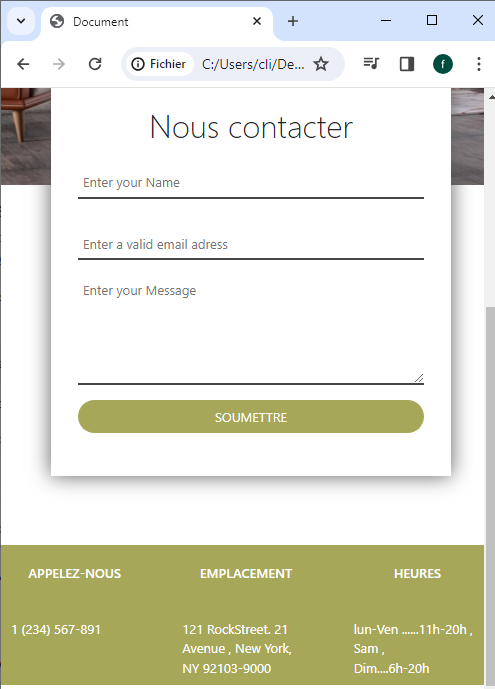 Document
Fichier
C:/Users/cli/De...
f
Nous contacter
Enter your Name
Enter a valid email adress
Enter your Message
SOUMETTRE
APPELEZ-NOUS
EMPLACEMENT
HEURES
1 (234) 567-891
121 RockStreet. 21
Avenue , New York,
NY 92103-9000
lun-Ven ......11h-20h ,
Sam ,
Dim....6h-20h